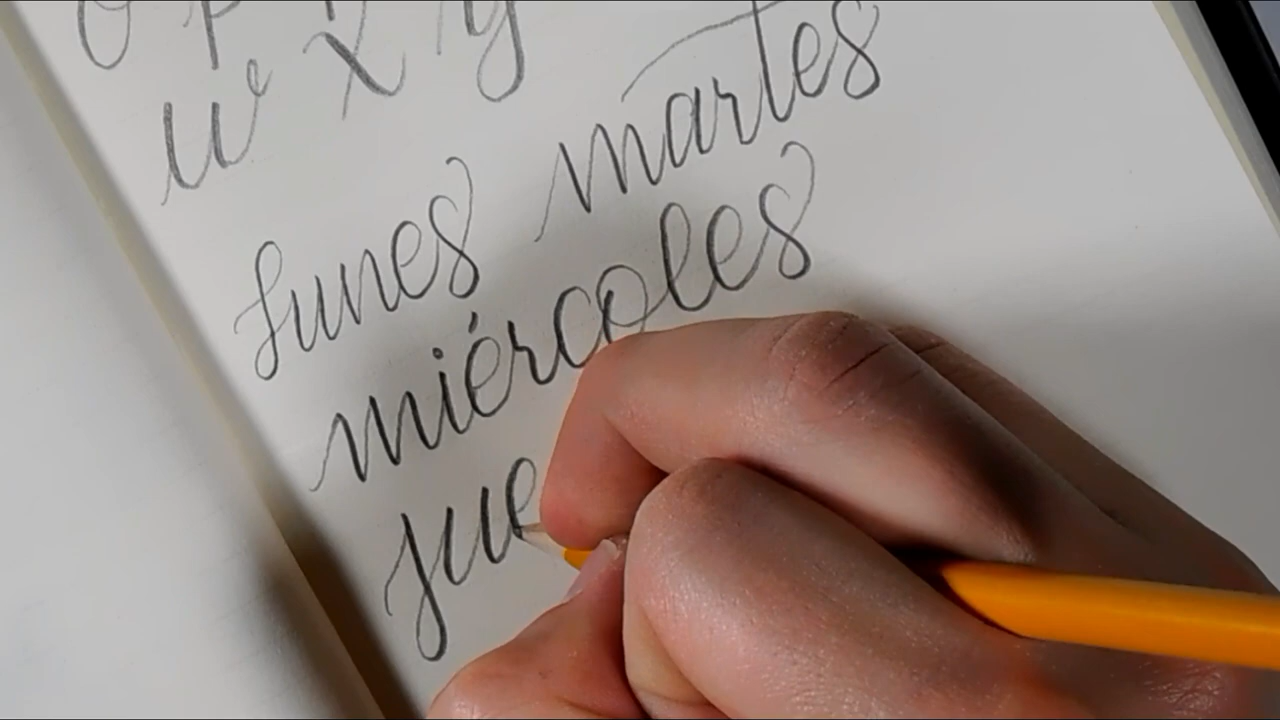 o p x y
w x
lunes martes
miércoles
jue